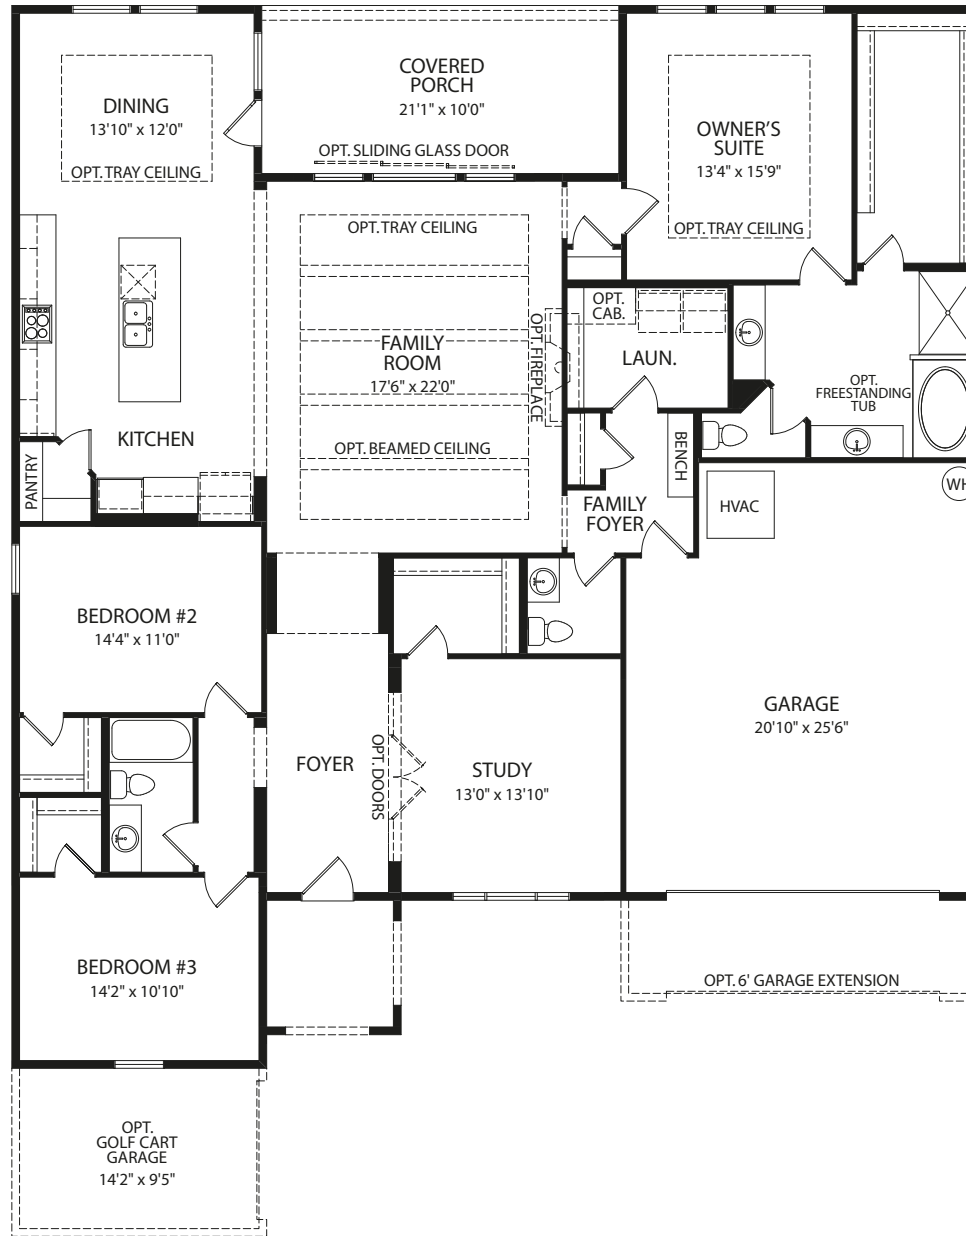 DINING
13'10" x 12'0"
OPT. TRAY CEILING
COVERED
PORCH
21'1" x 10'0"
OPT. SLIDING GLASS DOOR
OWNER'S
SUITE
13'4" x 15'9"
OPT. TRAY CEILING
OPT. TRAY CEILING
FAMILY
ROOM
17'6" x 22'0"
OPT. BEAMED CEILING
OPT. FIREPLACE
OPT.
CAB.
LAUN.
OPT.
FREESTANDING
TUB
KITCHEN
PANTRY
BENCH
FAMILY
FOYER
HVAC
WH
BEDROOM #2
14'4" x 11'0"
FOYER
OPT. DOORS
STUDY
13'0" x 13'10"
GARAGE
20'10" x 25'6"
BEDROOM #3
14'2" x 10'10"
OPT. 6' GARAGE EXTENSION
OPT.
GOLF CART
GARAGE
14'2" x 9'5"